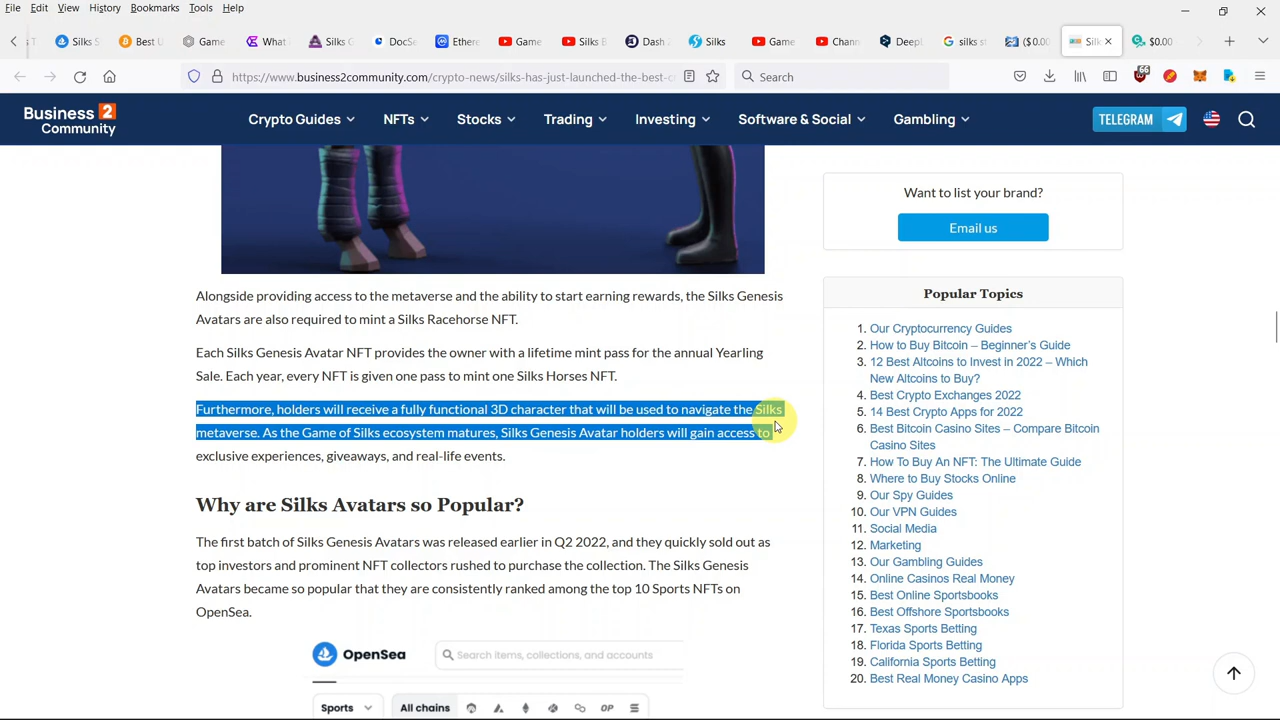 File Edit View History Bookmarks Tools Help
Silks S
Best U
Game
What
Silks G
DocSe
Ethere
Game
Silks B
Dash
Silks
Game
Chann
Deepl
silks st
($0.00
Silk
$0.00
https://www.business2community.com/crypto-news/silks-has-just-launched-the-best-c
Search
66
Business 2 Community
Crypto Guides NFTs Stocks Trading Investing Software & Social Gambling
TELEGRAM
Alongside providing access to the metaverse and the ability to start earning rewards, the Silks Genesis
Avatars are also required to mint a Silks Racehorse NFT.
Each Silks Genesis Avatar NFT provides the owner with a lifetime mint pass for the annual Yearling
Sale. Each year, every NFT is given one pass to mint one Silks Horses NFT.
Furthermore, holders will receive a fully functional 3D character that will be used to navigate the Silks
metaverse. As the Game of Silks ecosystem matures, Silks Genesis Avatar holders will gain access to
exclusive experiences, giveaways, and real-life events.
Why are Silks Avatars so Popular?
The first batch of Silks Genesis Avatars was released earlier in Q2 2022, and they quickly sold out as
top investors and prominent NFT collectors rushed to purchase the collection. The Silks Genesis
Avatars became so popular that they are consistently ranked among the top 10 Sports NFTs on
OpenSea.
OpenSea
Search items, collections, and accounts
Sports
All chains
OP
Want to list your brand?
Email us
Popular Topics
1. Our Cryptocurrency Guides
2. How to Buy Bitcoin – Beginner's Guide
3. 12 Best Altcoins to Invest in 2022 – Which
New Altcoins to Buy?
4. Best Crypto Exchanges 2022
5. 14 Best Crypto Apps for 2022
6. Best Bitcoin Casino Sites – Compare Bitcoin
Casino Sites
7. How To Buy An NFT: The Ultimate Guide
8. Where to Buy Stocks Online
9. Our Spy Guides
10. Our VPN Guides
11. Social Media
12. Marketing
13. Our Gambling Guides
14. Online Casinos Real Money
15. Best Online Sportsbooks
16. Best Offshore Sportsbooks
17. Texas Sports Betting
18. Florida Sports Betting
19. California Sports Betting
20. Best Real Money Casino Apps